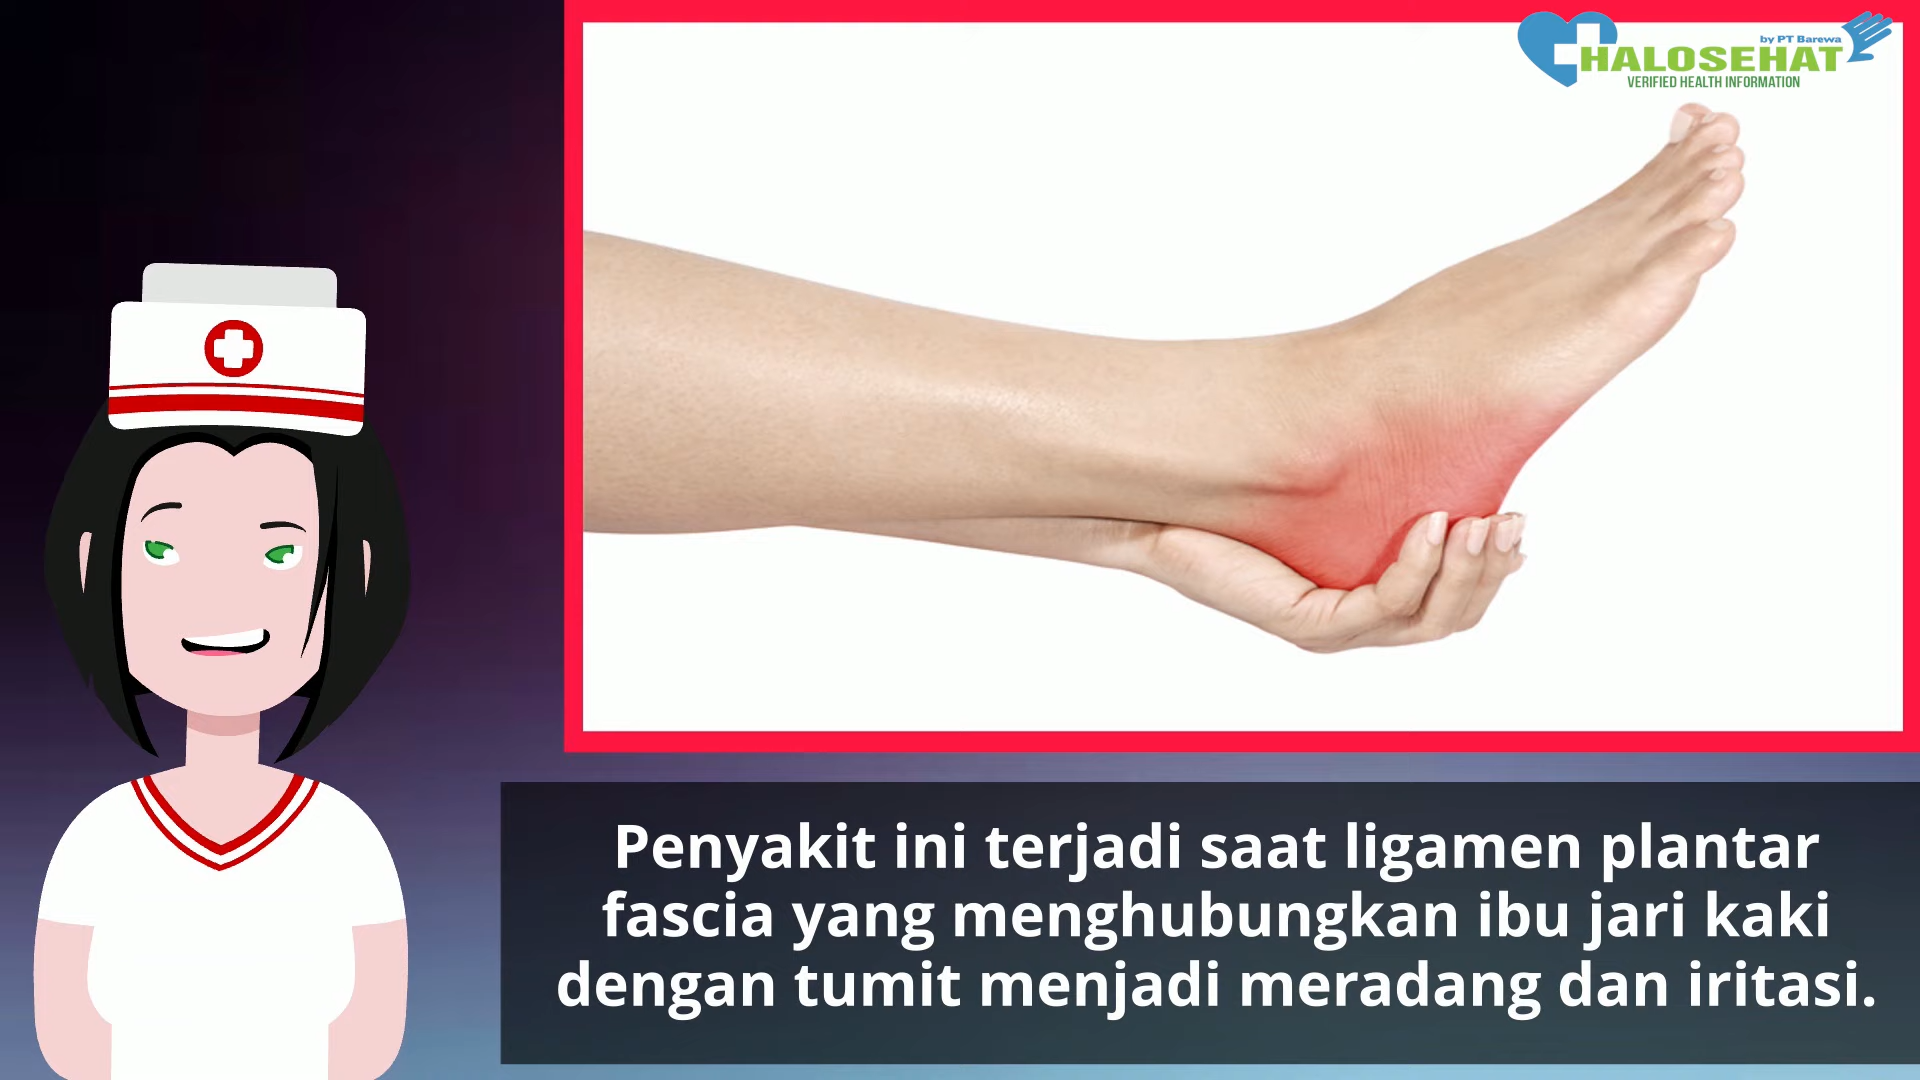 by PT Barewa
HALOSEHAT
VERIFIED HEALTH INFORMATION
Penyakit ini terjadi saat ligamen plantar
fascia yang menghubungkan ibu jari kaki
dengan tumit menjadi meradang dan iritasi.